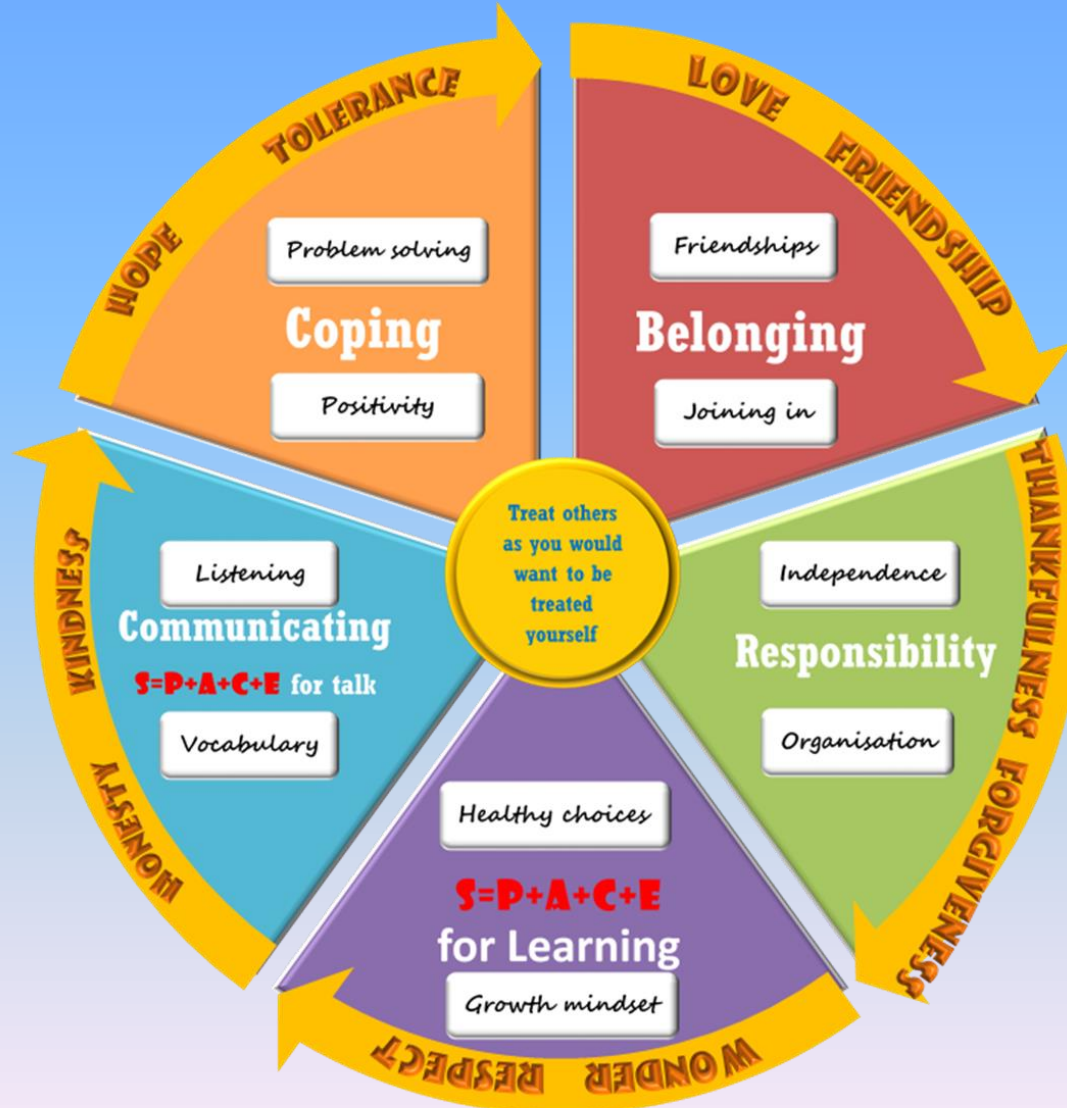 HOPE
TOLERANCE
Problem solving
Coping
Positivity
LOVE
FRIENDSHIP
Friendships
Belonging
Joining in
THANKFULNESS
FORGIVENESS
Independence
Responsibility
Organisation
WONDER
RESPECT
Healthy choices
S=P+A+C+E
for Learning
Growth mindset
HONESTY
KINDNESS
Listening
Communicating
S=P+A+C+E for talk
Vocabulary
Treat others
as you would
want to be
treated
yourself